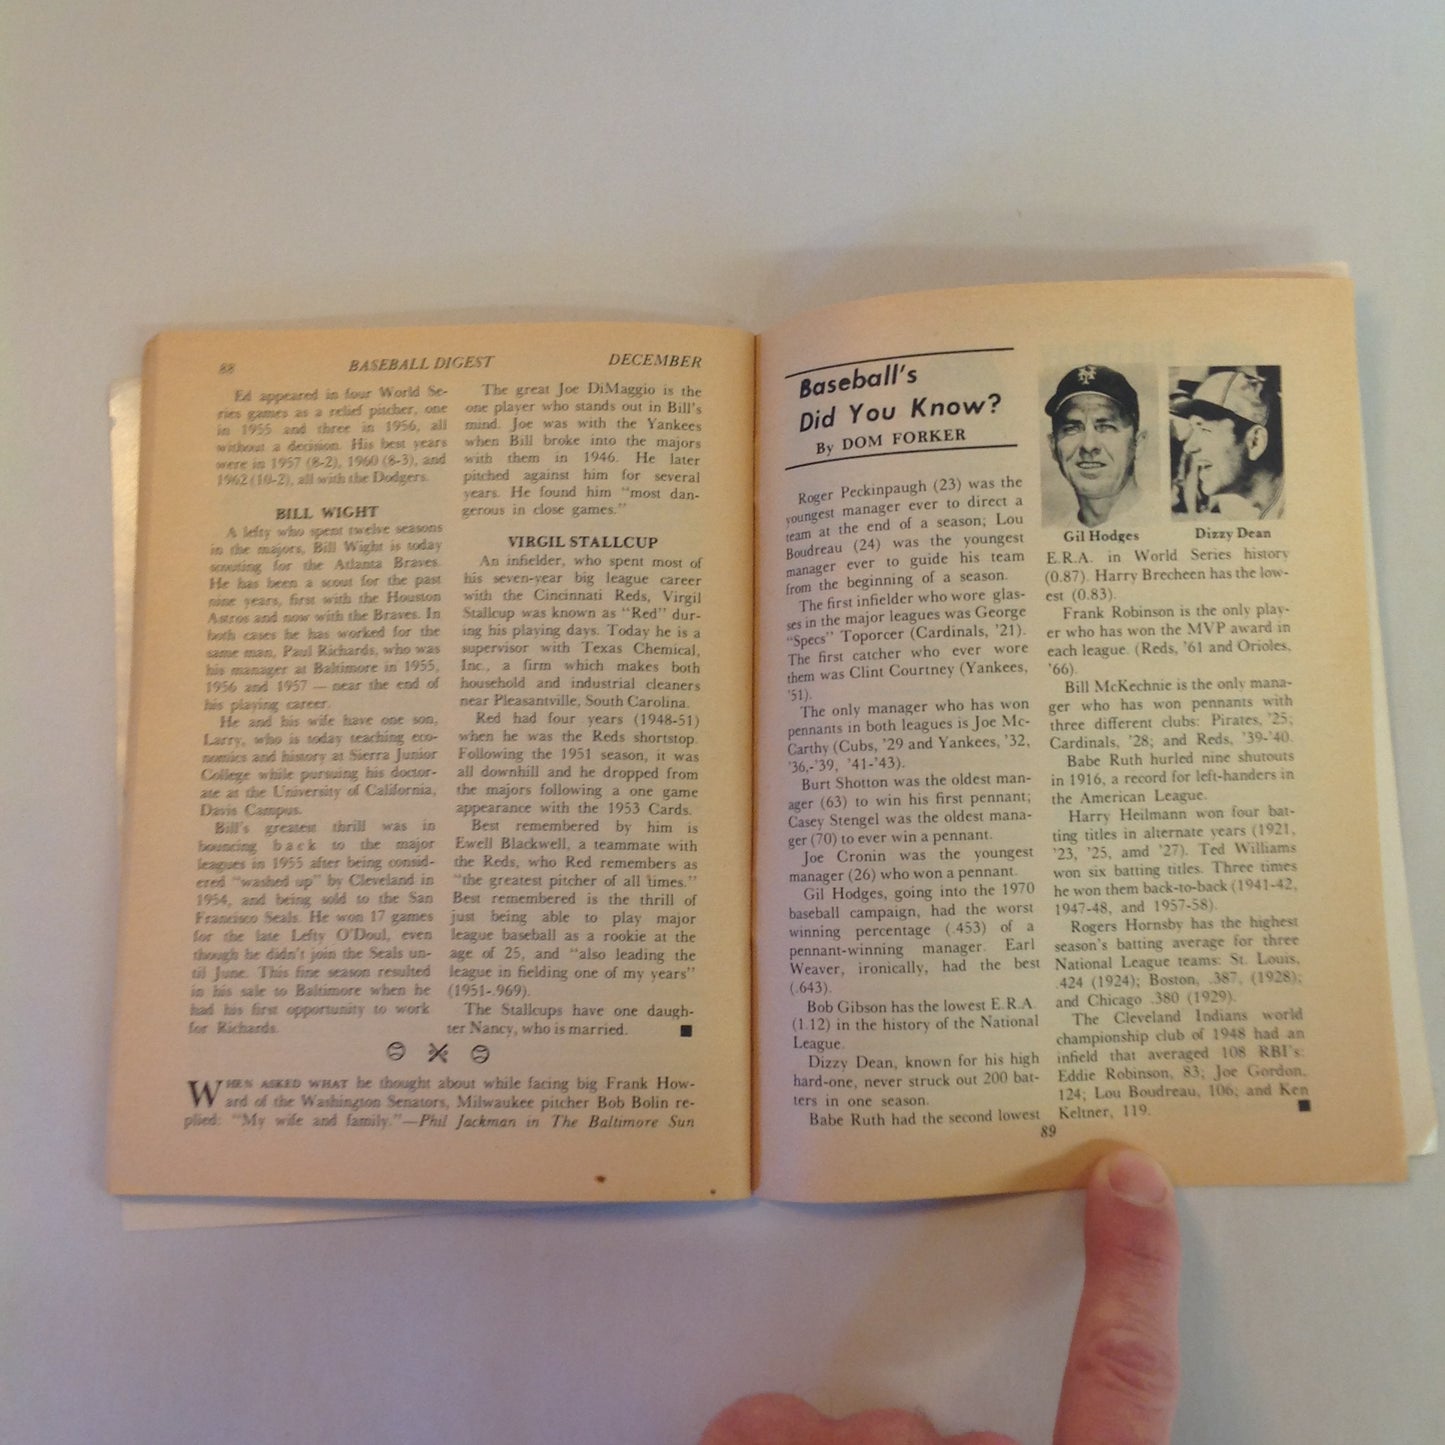 88 BASEBALL DIGEST DECEMBER
Ed appeared in four World Se-
ries games as a relief pitcher, one
in 1955 and three in 1956, all
without a decision. His best years
were in 1957 (8-2), 1960 (8-3), and
1962 (10-2), all with the Dodgers.
BILL WIGHT
A lefty who spent twelve seasons
in the majors, Bill Wight is today
scouting for the Atlanta Braves.
He has been a scout for the past
nine years, first with the Houston
Astros and now with the Braves. In
both cases he has worked for the
same man, Paul Richards, who was
his manager at Baltimore in 1955,
1956 and 1957 — near the end of
his playing career.
He and his wife have one son,
Larry, who is today teaching eco-
nomics and history at Sierra Junior
College while pursuing his doctor-
ate at the University of California,
Davis Campus.
Bill's greatest thrill was in
bouncing back to the major
leagues in 1955 after being consid-
ered "washed up" by Cleveland in
1954, and being sold to the San
Francisco Seals. He won 17 games
for the late Lefty O'Doul, even
though he didn't join the Seals un-
til June. This fine season resulted
in his sale to Baltimore when he
had his first opportunity to work
for Richards.
The great Joe DiMaggio is the
one player who stands out in Bill's
mind. Joe was with the Yankees
when Bill broke into the majors
with them in 1946. He later
pitched against him for several
years. He found him "most dan-
gerous in close games."
VIRGIL STALLCUP
An infielder, who spent most of
his seven-year big league career
with the Cincinnati Reds, Virgil
Stallcup was known as "Red" dur-
ing his playing days. Today he is a
supervisor with Texas Chemical,
Inc., a firm which makes both
household and industrial cleaners
near Pleasantville, South Carolina.
Red had four years (1948-51)
when he was the Reds shortstop.
Following the 1951 season, it was
all downhill and he dropped from
the majors following a one game
appearance with the 1953 Cards.
Best remembered by him is
Ewell Blackwell, a teammate with
the Reds, who Red remembers as
"the greatest pitcher of all times."
Best remembered is the thrill of
just being able to play major
league baseball as a rookie at the
age of 25, and "also leading the
league in fielding one of my years"
(1951-.969).
The Stallcups have one daugh-
ter Nancy, who is married.
WHEN ASKED WHAT he thought about while facing big Frank How-
ard of the Washington Senators, Milwaukee pitcher Bob Bolin re-
plied: "My wife and family."—Phil Jackman in The Baltimore Sun
Baseball's
Did You Know?
By DOM FORKER
Roger Peckinpaugh (23) was the
youngest manager ever to direct a
team at the end of a season; Lou
Boudreau (24) was the youngest
manager ever to guide his team
from the beginning of a season.
The first infielder who wore glas-
ses in the major leagues was George
"Specs" Toporcer (Cardinals, '21).
The first catcher who ever wore
them was Clint Courtney (Yankees,
'51).
The only manager who has won
pennants in both leagues is Joe Mc-
Carthy (Cubs, '29 and Yankees, '32,
'36,-'39, '41-'43).
Burt Shotton was the oldest man-
ager (63) to win his first pennant;
Casey Stengel was the oldest mana-
ger (70) to ever win a pennant.
Joe Cronin was the youngest
manager (26) who won a pennant.
Gil Hodges, going into the 1970
baseball campaign, had the worst
winning percentage (.453) of a
pennant-winning manager. Earl
Weaver, ironically, had the best
(.643).
Bob Gibson has the lowest E.R.A.
(1.12) in the history of the National
League.
Dizzy Dean, known for his high
hard-one, never struck out 200 bat-
ters in one season.
Babe Ruth had the second lowest
NY
Gil Hodges Dizzy Dean
E.R.A. in World Series history
(0.87). Harry Brecheen has the low-
est (0.83).
Frank Robinson is the only play-
er who has won the MVP award in
each league. (Reds, '61 and Orioles,
'66).
Bill McKechnie is the only mana-
ger who has won pennants with
three different clubs: Pirates, '25;
Cardinals, '28; and Reds, '39-'40.
Babe Ruth hurled nine shutouts
in 1916, a record for left-handers in
the American League.
Harry Heilmann won four bat-
ting titles in alternate years (1921,
'23, '25, amd '27). Ted Williams
won six batting titles. Three times
he won them back-to-back (1941-42,
1947-48, and 1957-58).
Rogers Hornsby has the highest
season's batting average for three
National League teams: St. Louis,
.424 (1924); Boston, .387, (1928);
and Chicago .380 (1929).
The Cleveland Indians world
championship club of 1948 had an
infield that averaged 108 RBI's:
Eddie Robinson, 83; Joe Gordon,
124; Lou Boudreau, 106; and Ken
Keltner, 119.
89